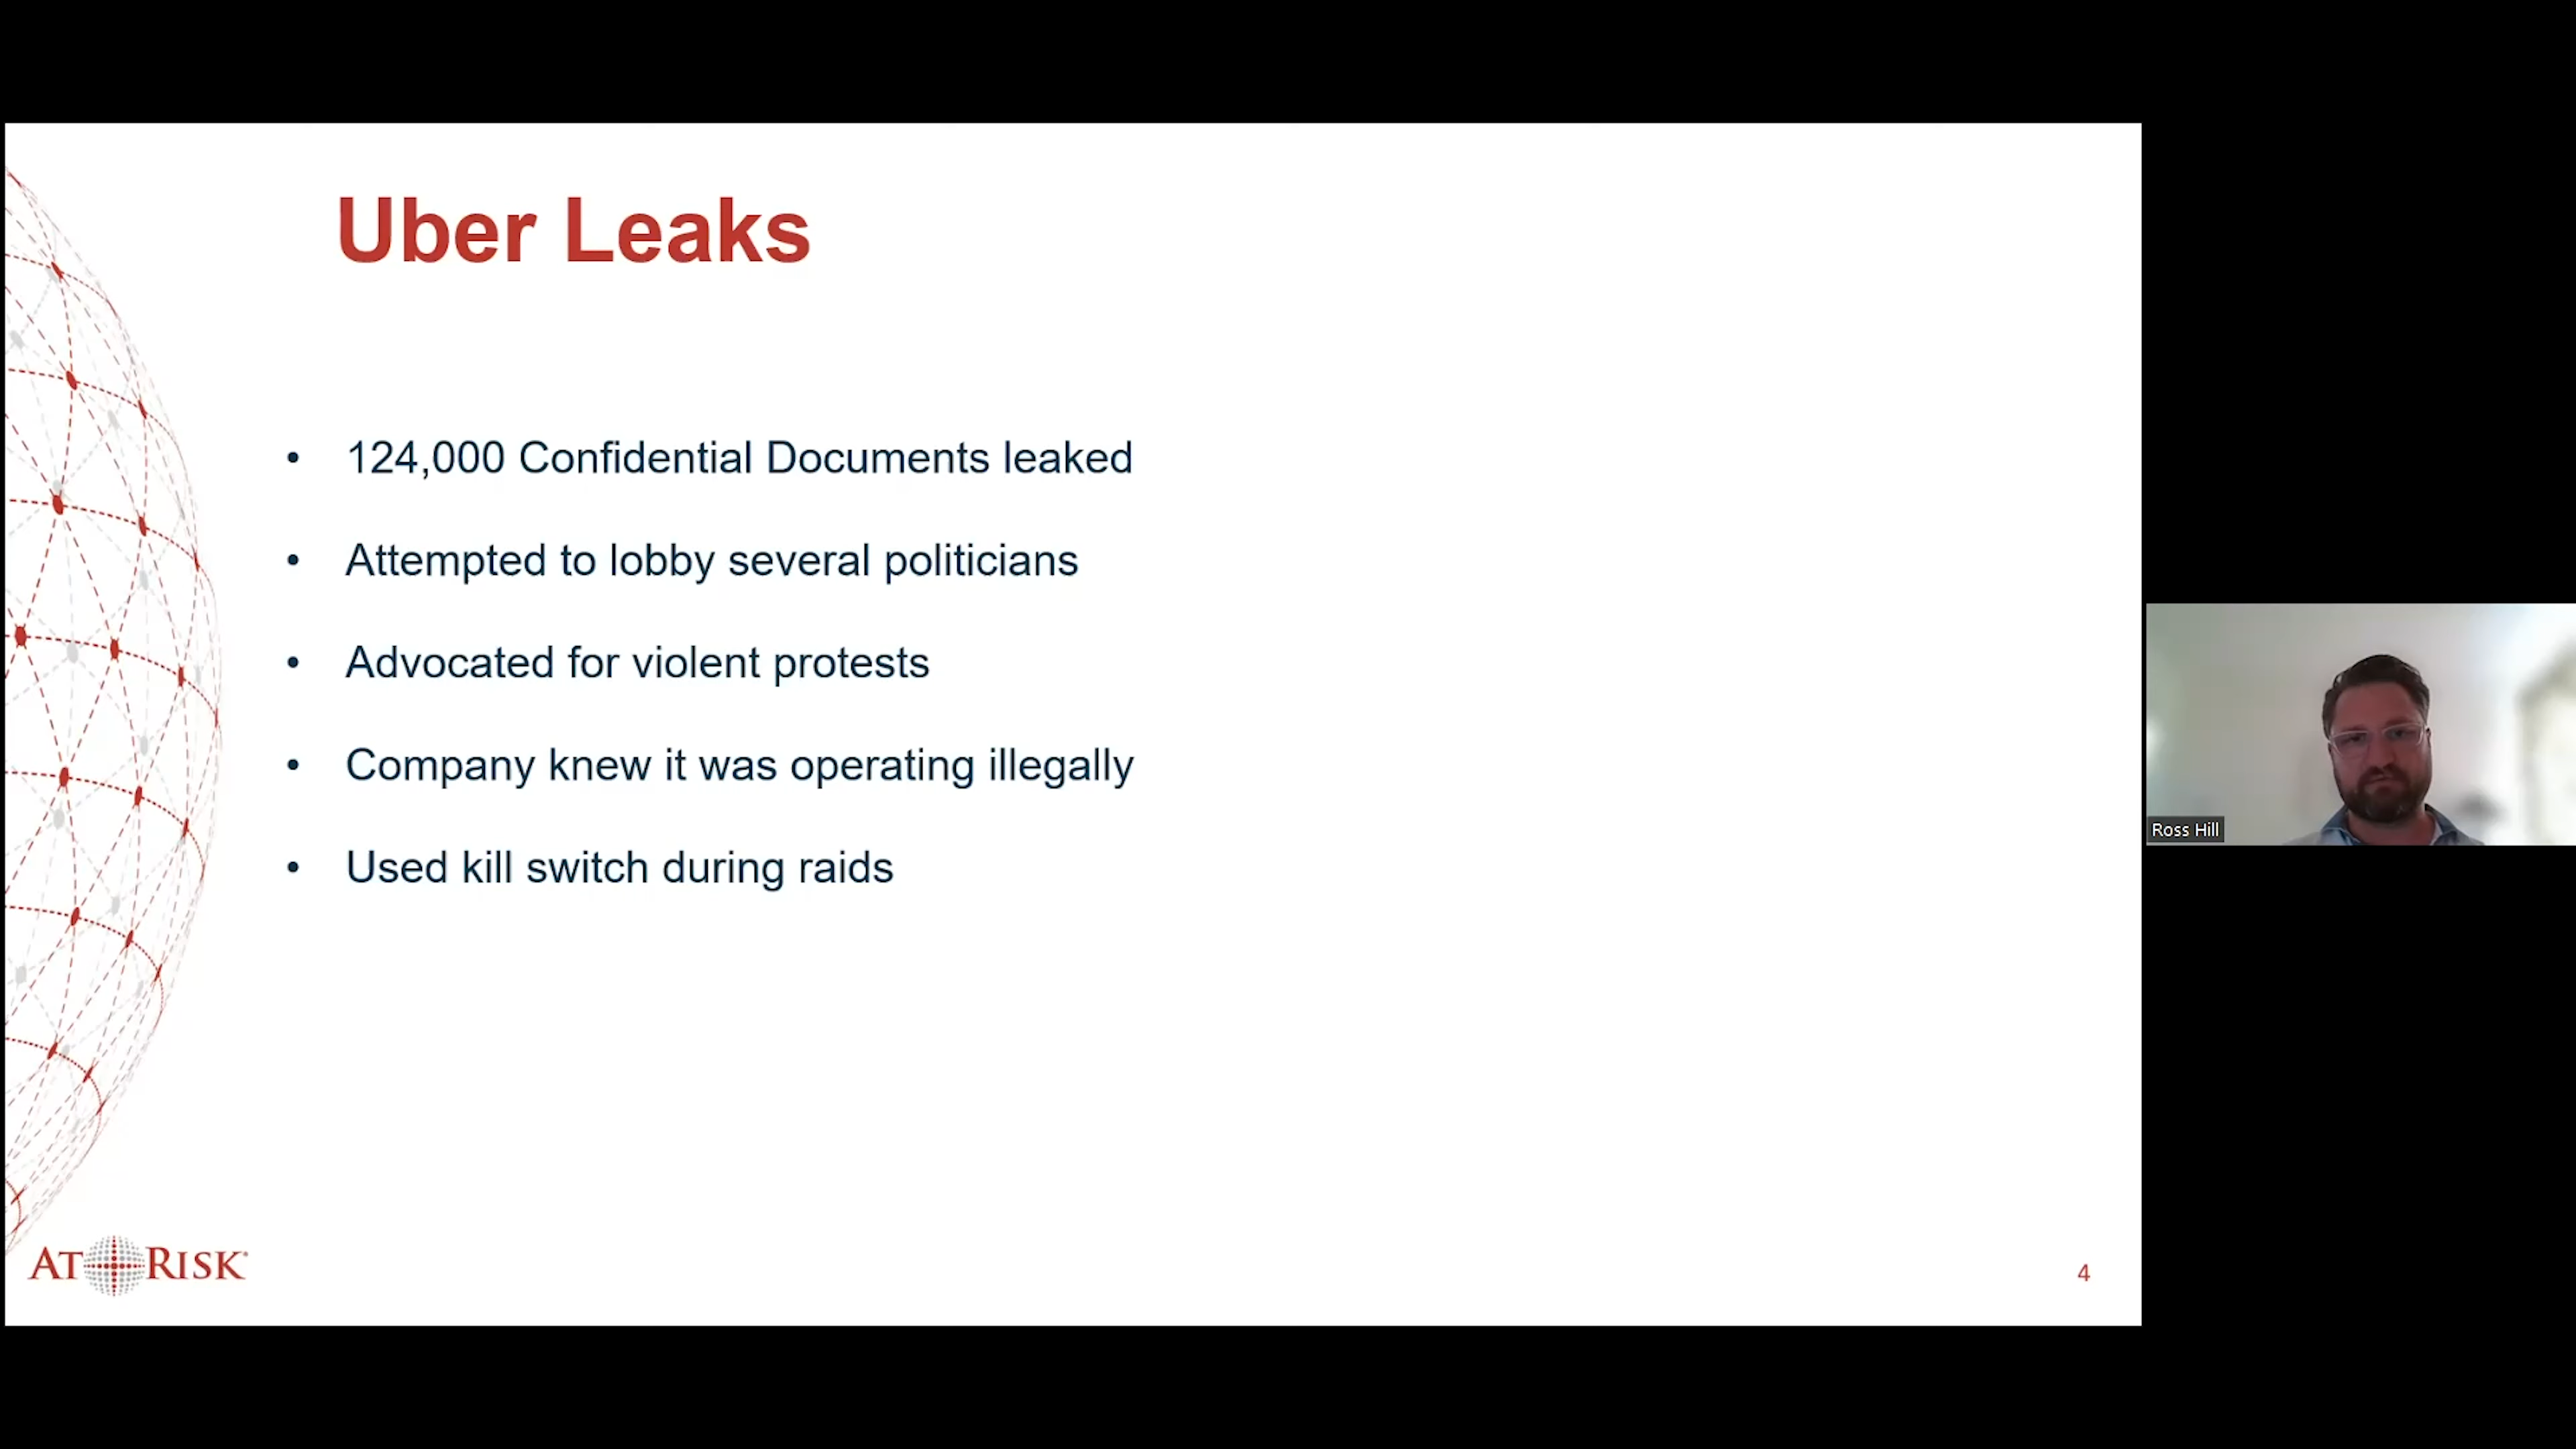 Uber Leaks
• 124,000 Confidential Documents leaked
• Attempted to lobby several politicians
• Advocated for violent protests
• Company knew it was operating illegally
• Used kill switch during raids
Ross Hill
AT RISK
4